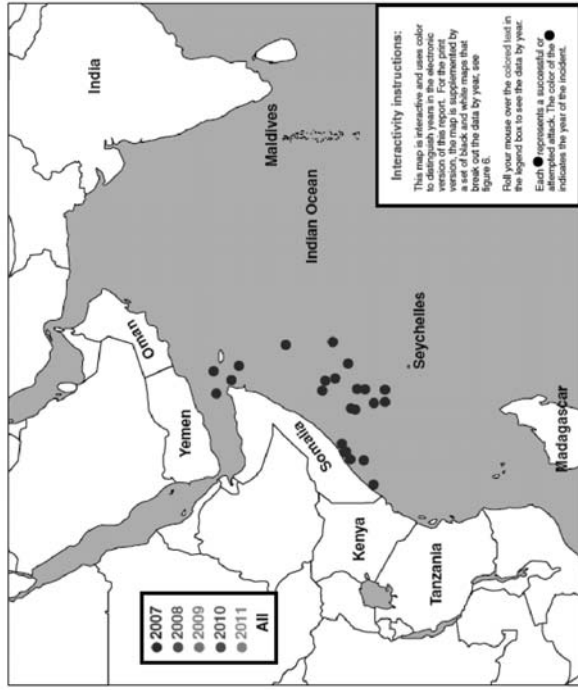 2007
2008
2009
2010
2011
All
Yemen
Oman
India
Maldives
Somalia
Indian Ocean
Kenya
Seychelles
Tanzania
Madagascar
Interactivity instructions:
This map is interactive and uses color
to distinguish years in the electronic
version of this report. For the print
version, the map is supplemented by
a set of black and white maps that
break out the data by year, see
figure 6.
Roll your mouse over the colored text in
the legend box to see the data by year.
Each ● represents a successful or
attempted attack. The color of the ●
indicates the year of the incident.